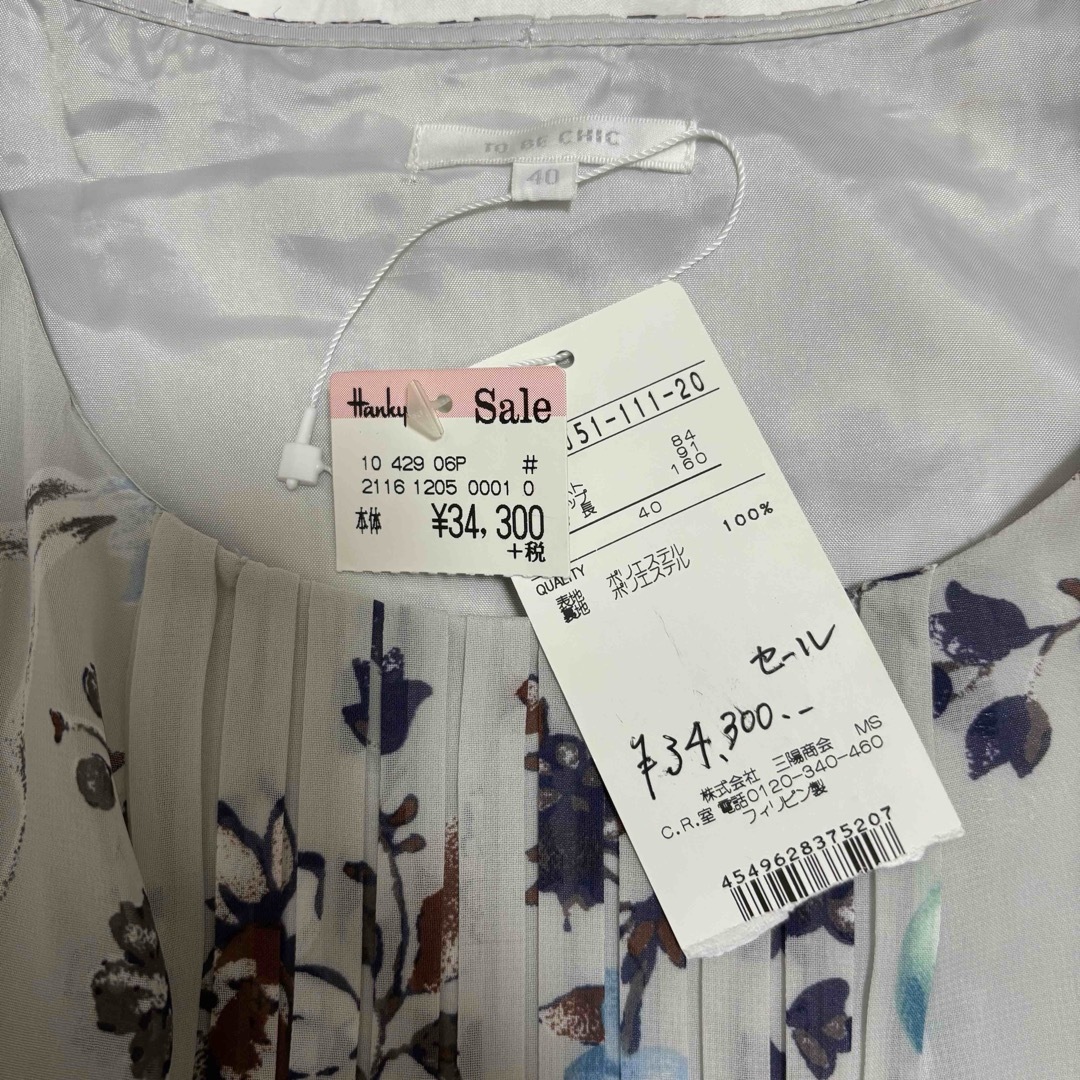 TO BE CHIC
40
Hanky Sale
10 429 06P #
2116 1205 0001 0
本体 ¥34,300
+税
051-111-20
84
91
160
長 40
100%
QUALITY
表地 ポリエステル
裏地 ポリエステル
セール
¥34,300.-
株式会社 三陽商会 MS
C.R.室 電話0120-340-460
フィリピン製
4549628375207